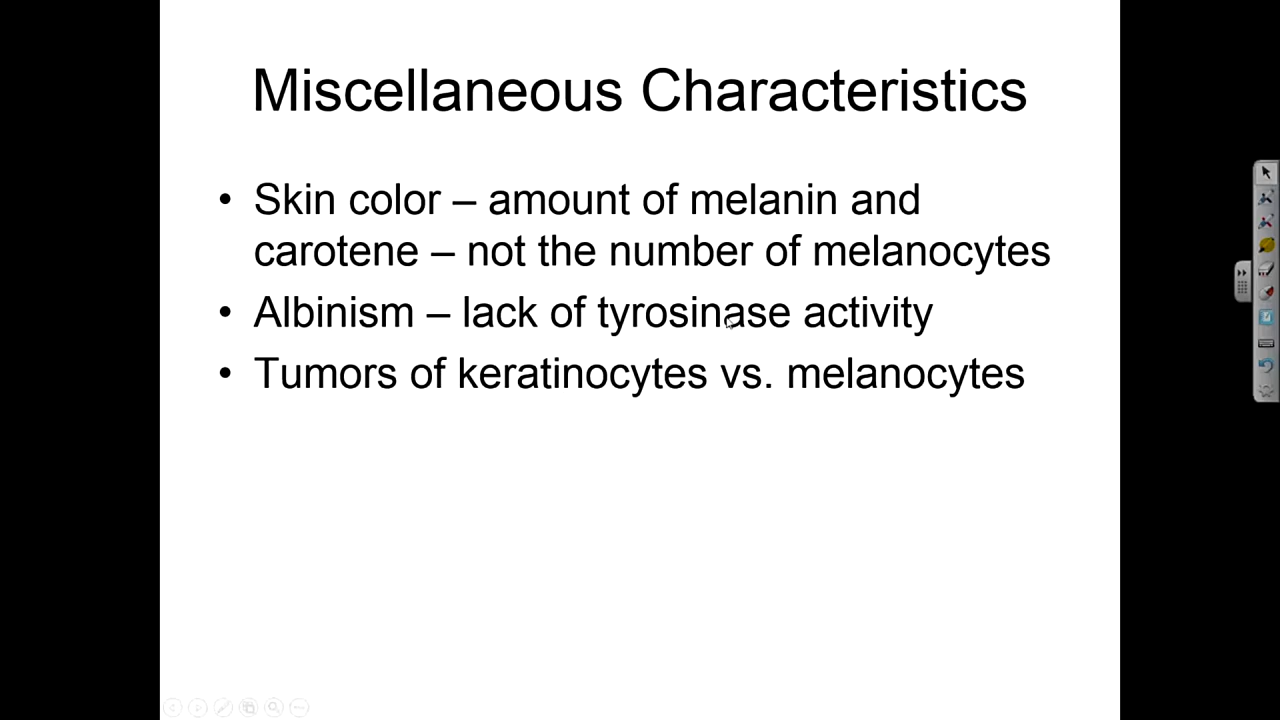 Miscellaneous Characteristics
• Skin color – amount of melanin and
carotene – not the number of melanocytes
• Albinism – lack of tyrosinase activity
• Tumors of keratinocytes vs. melanocytes